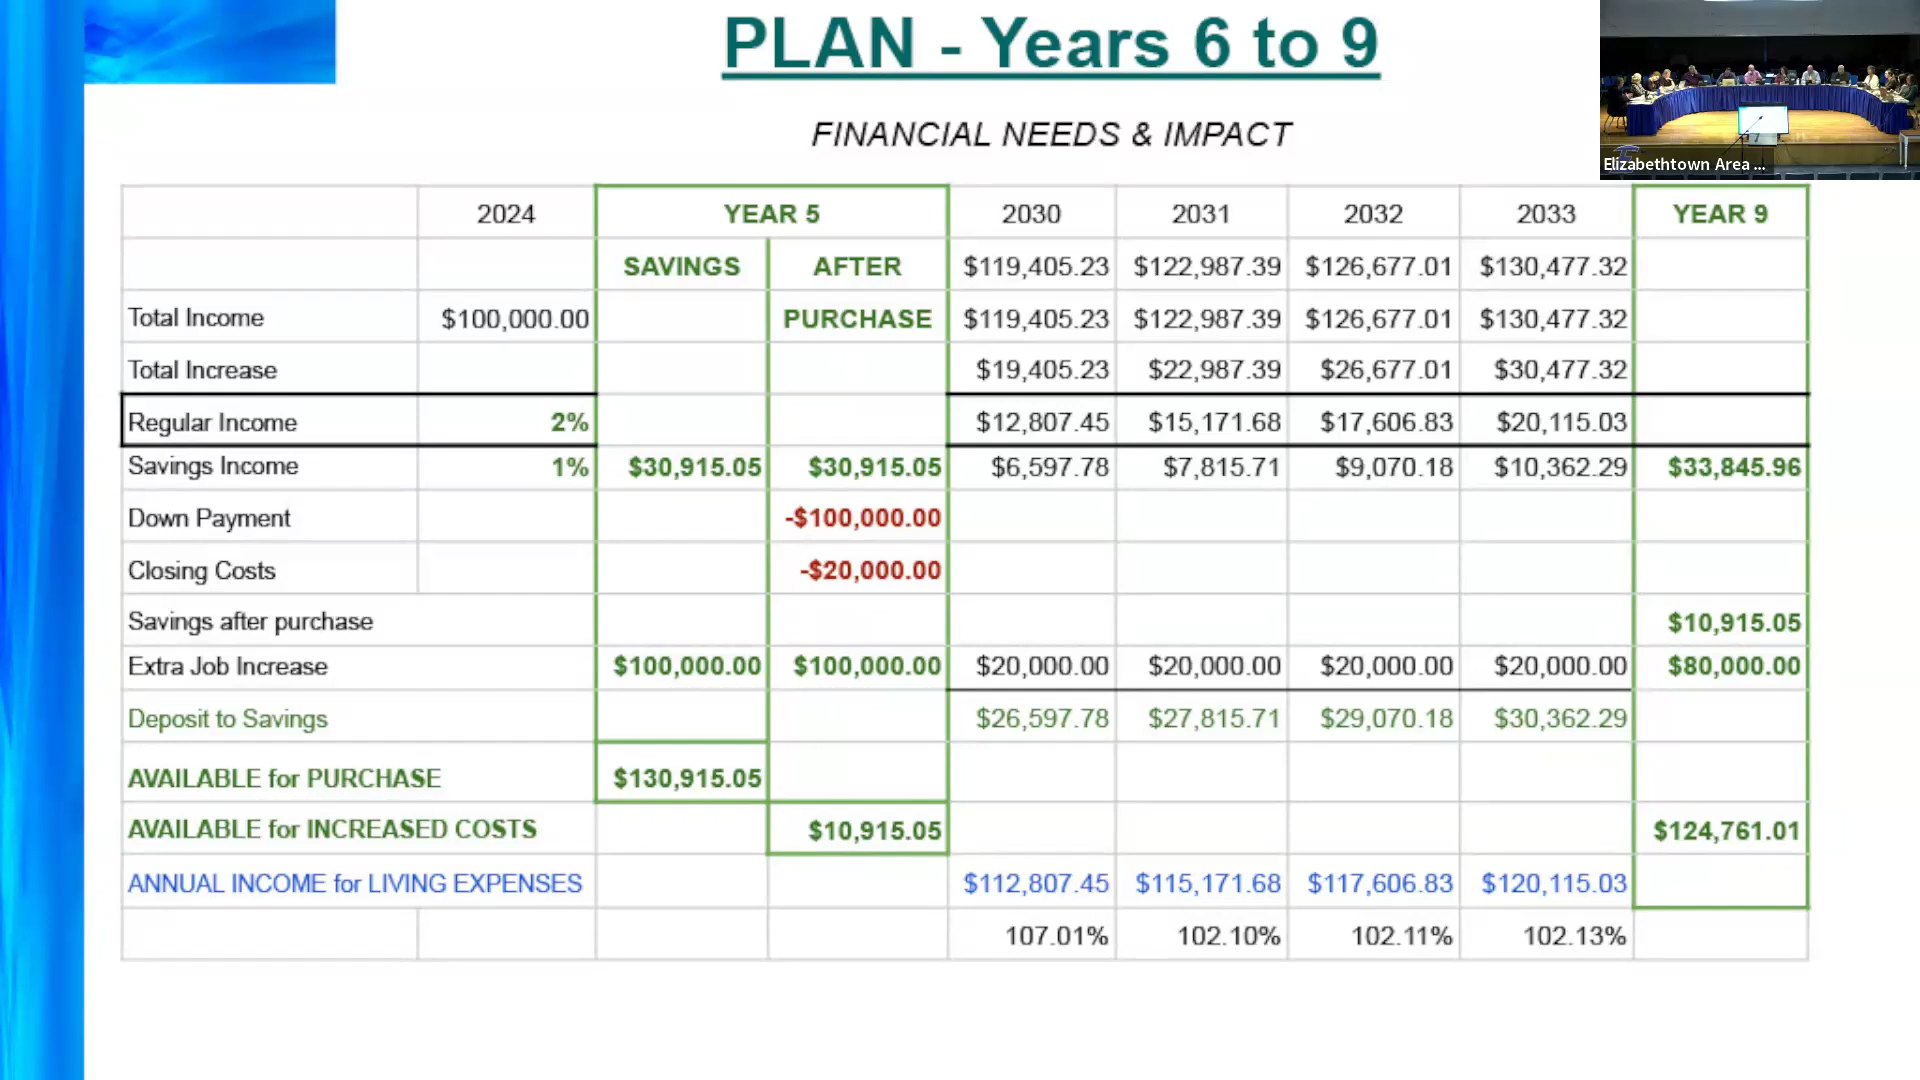 PLAN - Years 6 to 9
FINANCIAL NEEDS & IMPACT
Elizabethtown Area ...
2024 YEAR 5 2030 2031 2032 2033 YEAR 9
SAVINGS AFTER $119,405.23 $122,987.39 $126,677.01 $130,477.32
Total Income $100,000.00 PURCHASE $119,405.23 $122,987.39 $126,677.01 $130,477.32
Total Increase $19,405.23 $22,987.39 $26,677.01 $30,477.32
Regular Income 2% $12,807.45 $15,171.68 $17,606.83 $20,115.03
Savings Income 1% $30,915.05 $30,915.05 $6,597.78 $7,815.71 $9,070.18 $10,362.29 $33,845.96
Down Payment -$100,000.00
Closing Costs -$20,000.00
Savings after purchase $10,915.05
Extra Job Increase $100,000.00 $100,000.00 $20,000.00 $20,000.00 $20,000.00 $20,000.00 $80,000.00
Deposit to Savings $26,597.78 $27,815.71 $29,070.18 $30,362.29
AVAILABLE for PURCHASE $130,915.05
AVAILABLE for INCREASED COSTS $10,915.05 $124,761.01
ANNUAL INCOME for LIVING EXPENSES $112,807.45 $115,171.68 $117,606.83 $120,115.03
107.01% 102.10% 102.11% 102.13%